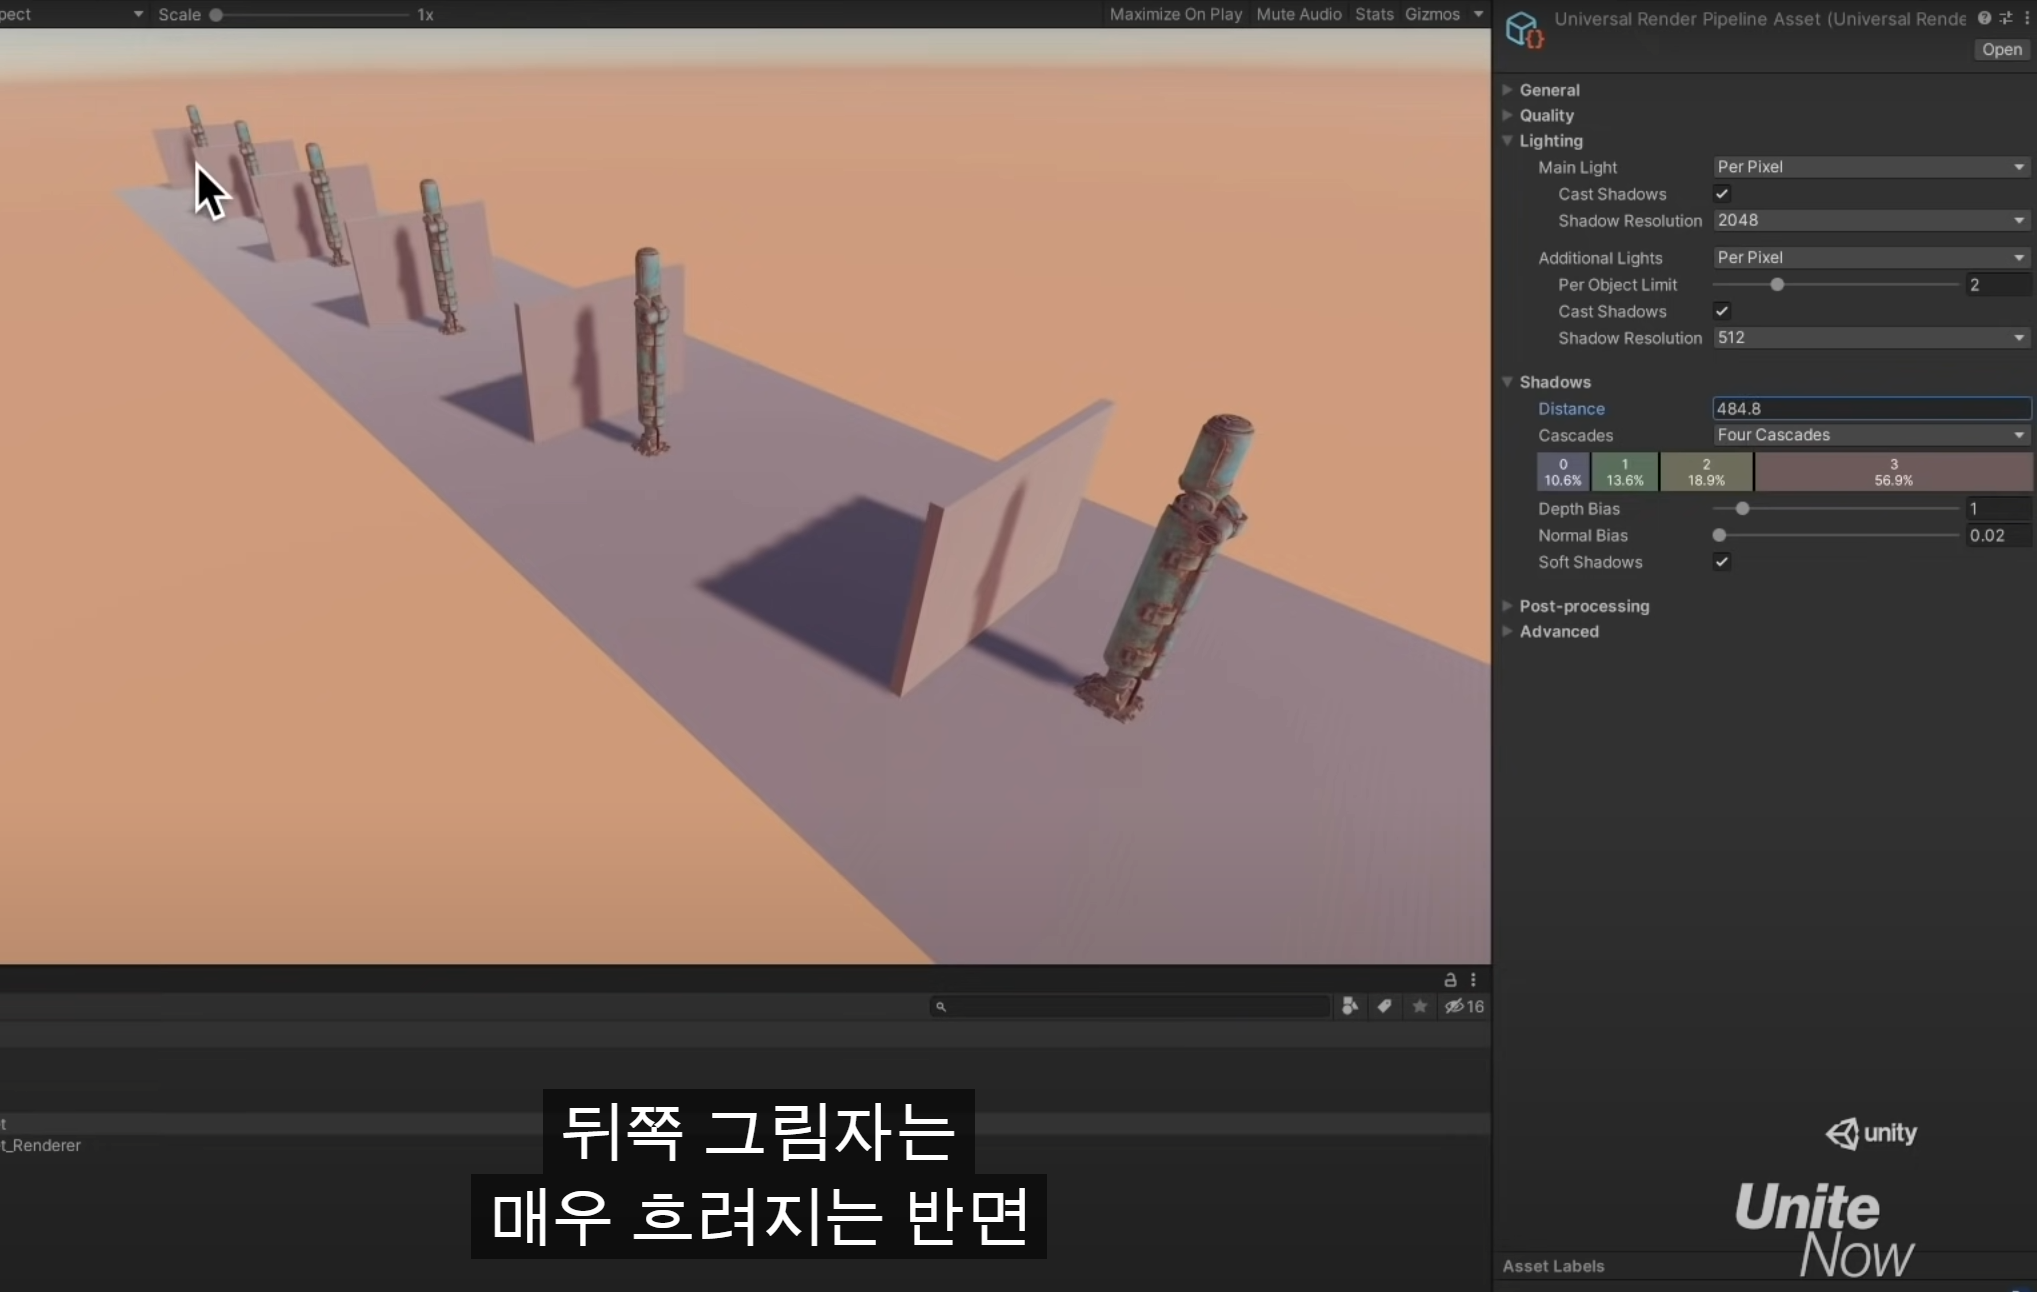 pect
Scale 1x
Maximize On Play Mute Audio Stats Gizmos
Universal Render Pipeline Asset (Universal Rende
Open
General
Quality
Lighting
Main Light Per Pixel
Cast Shadows
Shadow Resolution 2048
Additional Lights Per Pixel
Per Object Limit 2
Cast Shadows
Shadow Resolution 512
Shadows
Distance 484.8
Cascades Four Cascades
0 1 2 3
10.6% 13.6% 18.9% 56.9%
Depth Bias 1
Normal Bias 0.02
Soft Shadows
Post-processing
Advanced
16
t
t_Renderer
뒤쪽 그림자는
매우 흐려지는 반면
unity
Unite
Now
Asset Labels